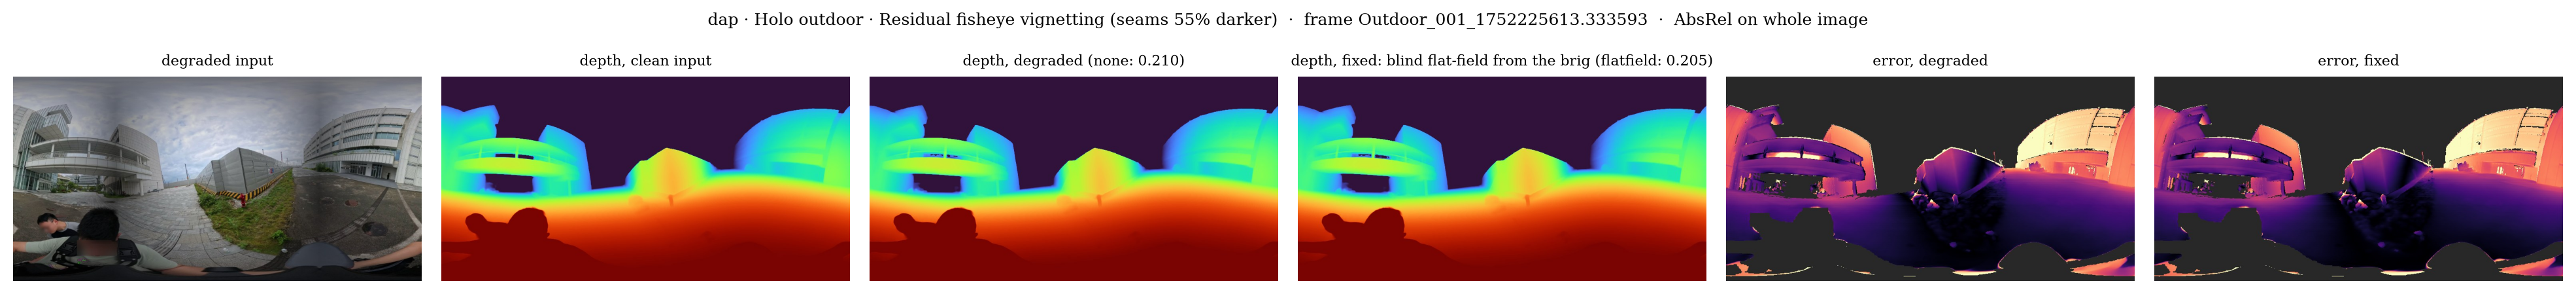 dap · Holo outdoor · Residual fisheye vignetting (seams 55% darker) · frame Outdoor_001_1752225613.333593 · AbsRel on whole image
degraded input
depth, clean input
depth, degraded (none: 0.210)
depth, fixed: blind flat-field from the brig (flatfield: 0.205)
error, degraded
error, fixed